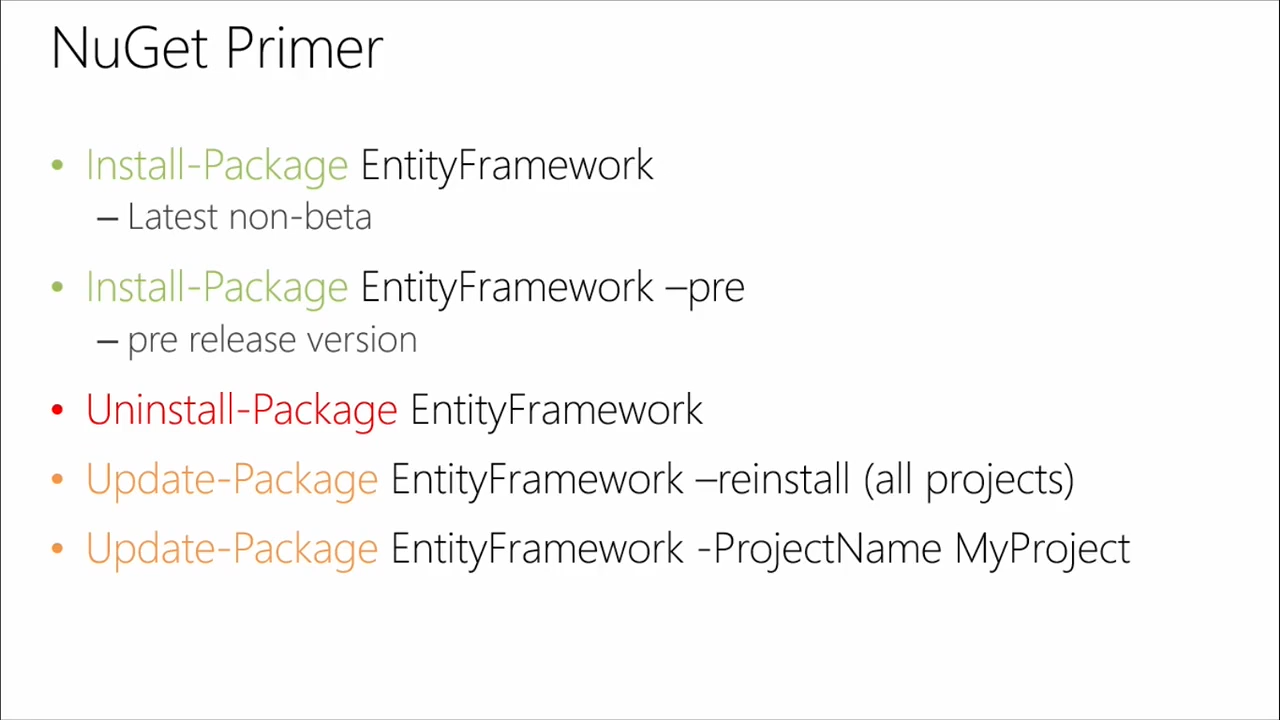 NuGet Primer
• Install-Package EntityFramework
– Latest non-beta
• Install-Package EntityFramework –pre
– pre release version
• Uninstall-Package EntityFramework
• Update-Package EntityFramework –reinstall (all projects)
• Update-Package EntityFramework -ProjectName MyProject